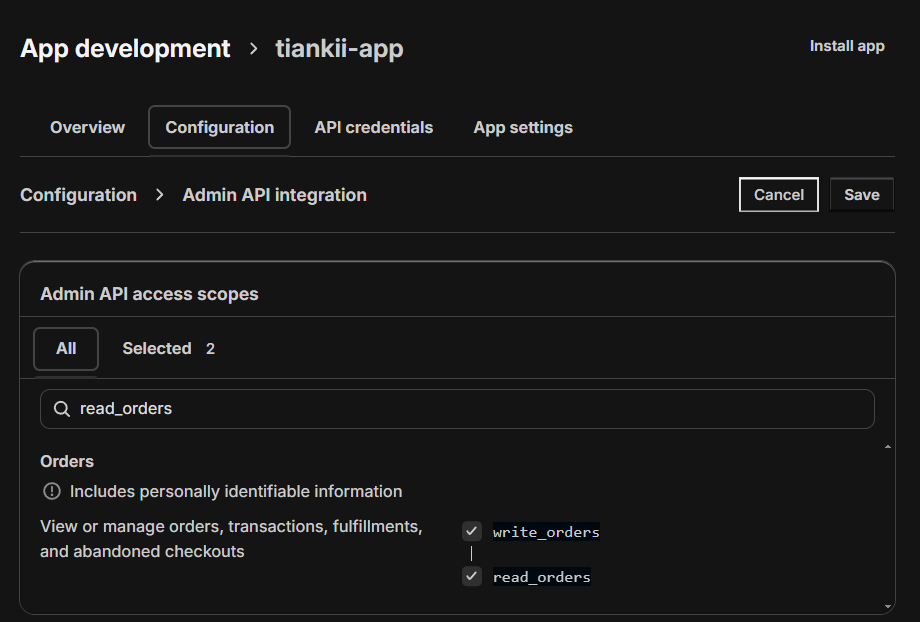 App development > tiankii-app
Install app
Overview
Configuration
API credentials
App settings
Configuration > Admin API integration
Cancel
Save
Admin API access scopes
All
Selected 2
read_orders
Orders
Includes personally identifiable information
View or manage orders, transactions, fulfillments,
and abandoned checkouts
write_orders
read_orders